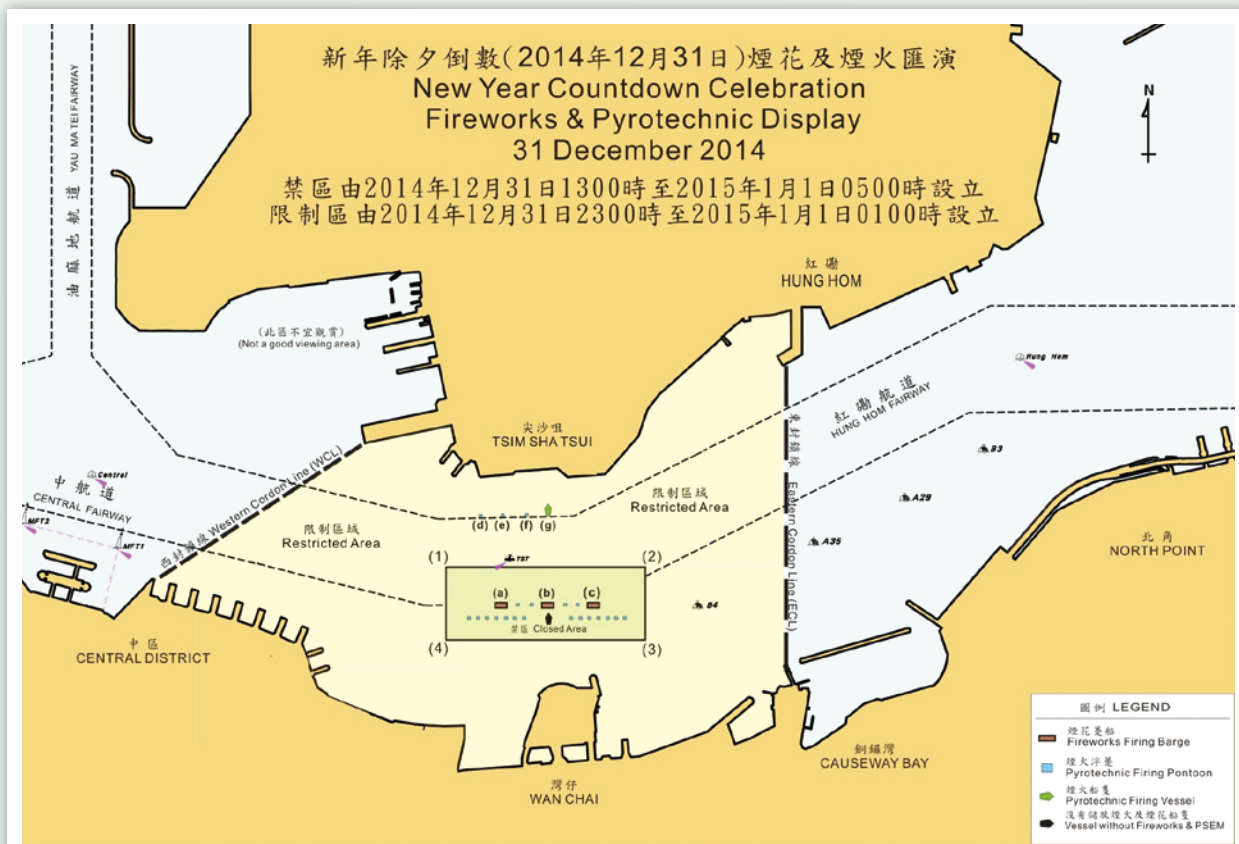 新年除夕倒數(2014年12月31日)煙花及煙火匯演
New Year Countdown Celebration
Fireworks & Pyrotechnic Display
31 December 2014
禁區由2014年12月31日1300時至2015年1月1日0500時設立
限制區由2014年12月31日2300時至2015年1月1日0100時設立
N
油麻地航道 YAU MA TEI FAIRWAY
紅磡
HUNG HOM
(此區不宜觀賞)
(Not a good viewing area)
尖沙咀
TSIM SHA TSUI
Hung Hom
紅磡航道
HUNG HOM FAIRWAY
東封鎖線 Eastern Cordon Line (ECL)
西封鎖線 Western Cordon Line (WCL)
Central
中航道
CENTRAL FAIRWAY
MFT2
MFT1
限制區域
Restricted Area
限制區域
Restricted Area
B3
A29
A35
B4
(d) (e) (f) (g)
TST
(1)
(2)
(a) (b) (c)
禁區 Closed Area
(4)
(3)
北角
NORTH POINT
中區
CENTRAL DISTRICT
灣仔
WAN CHAI
銅鑼灣
CAUSEWAY BAY
圖例 LEGEND
煙花躉船
Fireworks Firing Barge
煙火浮躉
Pyrotechnic Firing Pontoon
煙火船隻
Pyrotechnic Firing Vessel
沒有儲放煙火及煙花船隻
Vessel without Fireworks & PSEM